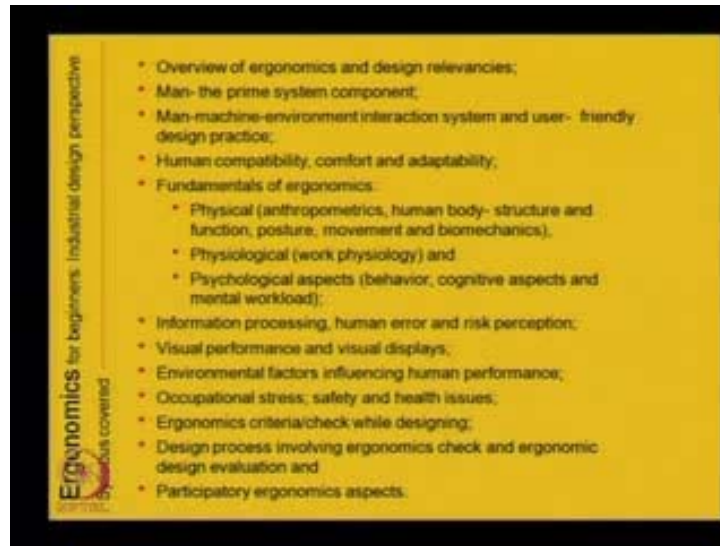 Ergonomics for beginners: Industrial design perspective
Syllabus covered
• Overview of ergonomics and design relevancies;
• Man- the prime system component;
• Man-machine-environment interaction system and user- friendly
design practice;
• Human compatibility, comfort and adaptability;
• Fundamentals of ergonomics:
• Physical (anthropometrics, human body- structure and
function, posture, movement and biomechanics),
• Physiological (work physiology) and
• Psychological aspects (behavior, cognitive aspects and
mental workload);
• Information processing, human error and risk perception;
• Visual performance and visual displays;
• Environmental factors influencing human performance;
• Occupational stress; safety and health issues;
• Ergonomics criteria/check while designing;
• Design process involving ergonomics check and ergonomic
design evaluation and
• Participatory ergonomics aspects.